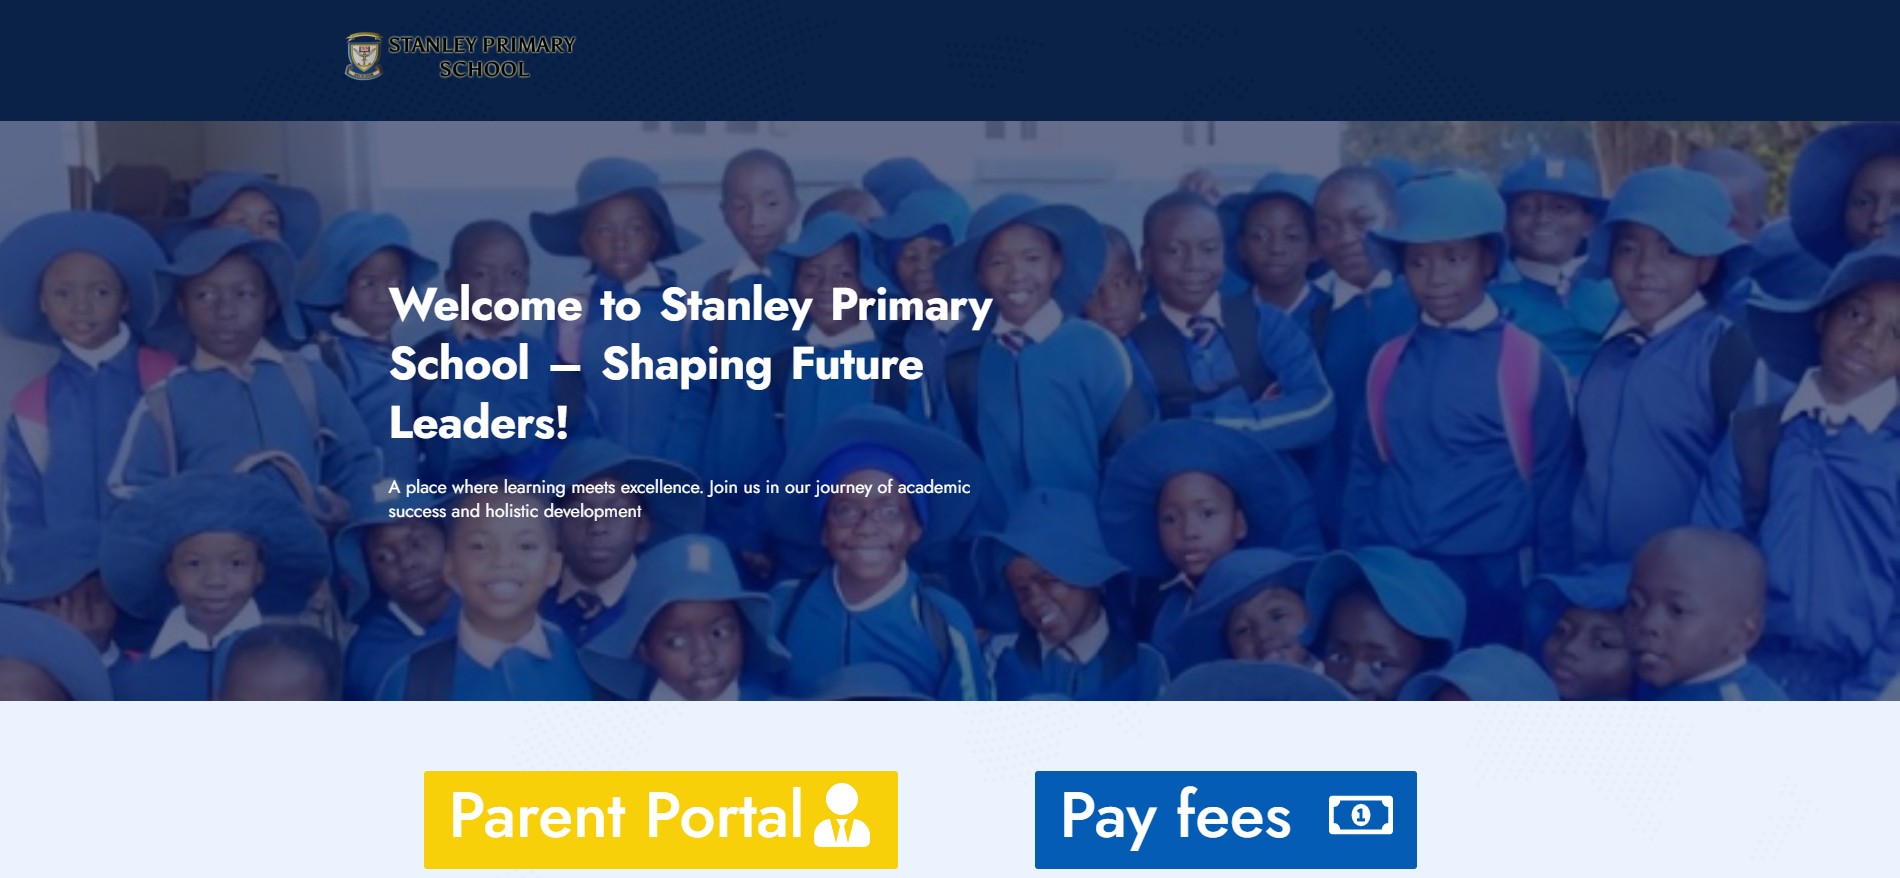 STANLEY PRIMARY
SCHOOL
Welcome to Stanley Primary
School – Shaping Future
Leaders!
A place where learning meets excellence. Join us in our journey of academic
success and holistic development
Parent Portal
Pay fees
1